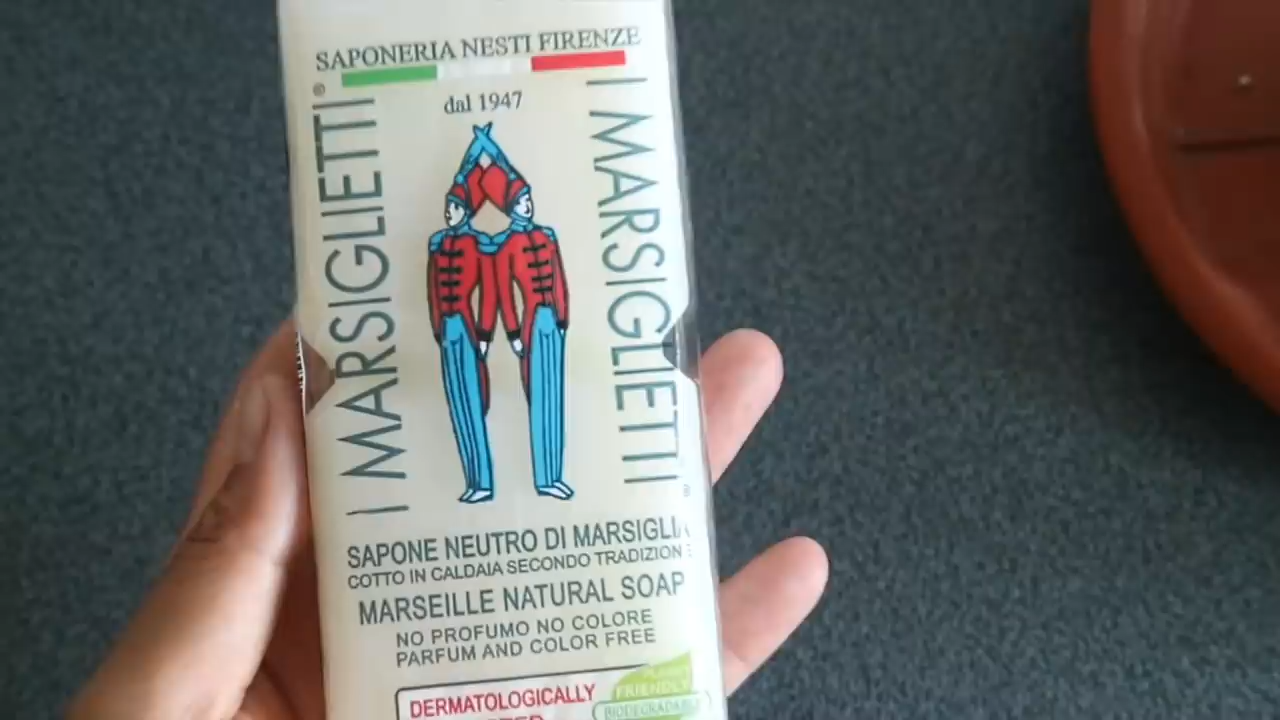 SAPONERIA NESTI FIRENZE
dal 1947
I MARSIGLIETTI®
I MARSIGLIETTI®
SAPONE NEUTRO DI MARSIGLIA
COTTO IN CALDAIA SECONDO TRADIZION
MARSEILLE NATURAL SOAP
NO PROFUMO NO COLORE
PARFUM AND COLOR FREE
DERMATOLOGICALLY
FRIENDLY
BIODEGRADABLE